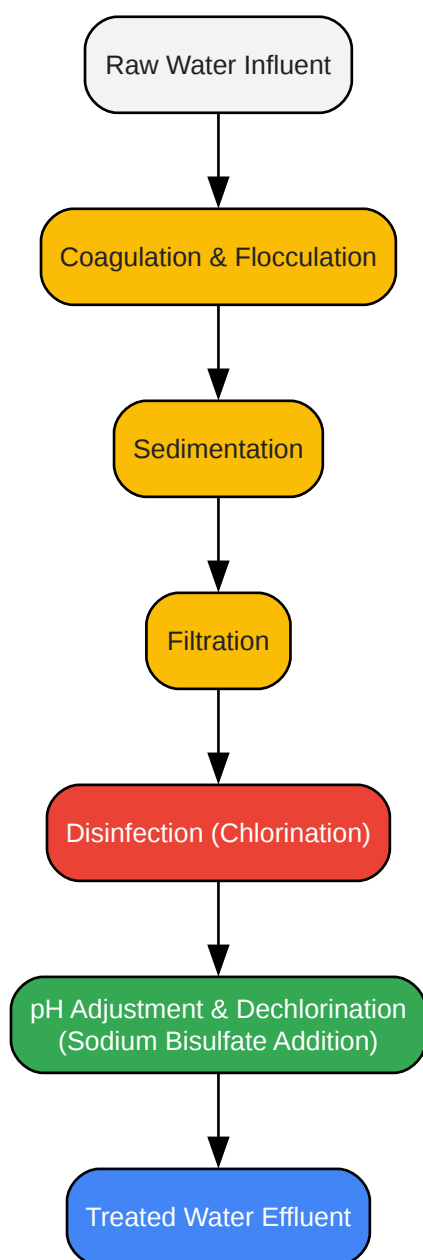 Raw Water Influent
Coagulation & Flocculation
Sedimentation
Filtration
Disinfection (Chlorination)
pH Adjustment & Dechlorination
(Sodium Bisulfate Addition)
Treated Water Effluent